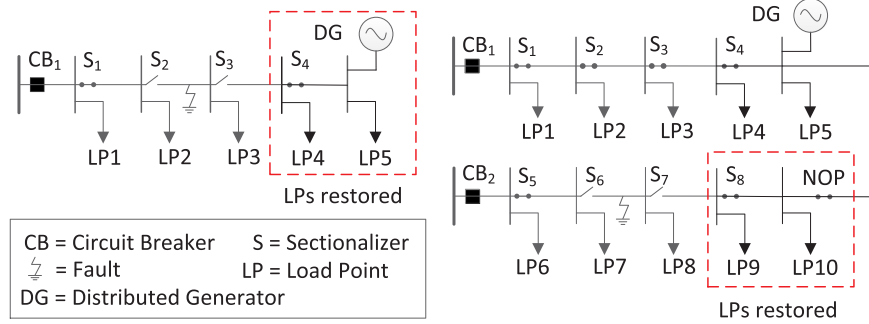 DG
CB1 S1 S2 S3 S4
LP1 LP2 LP3 LP4 LP5
LPs restored
CB = Circuit Breaker S = Sectionalizer
= Fault LP = Load Point
DG = Distributed Generator
DG
CB1 S1 S2 S3 S4
LP1 LP2 LP3 LP4 LP5
CB2 S5 S6 S7 S8 NOP
LP6 LP7 LP8 LP9 LP10
LPs restored